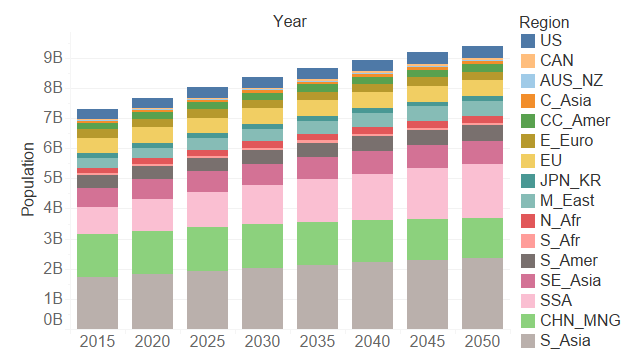 Year
Region
US
CAN
AUS_NZ
C_Asia
CC_Amer
E_Euro
EU
JPN_KR
M_East
N_Afr
S_Afr
S_Amer
SE_Asia
SSA
CHN_MNG
S_Asia
Population
9B
8B
7B
6B
5B
4B
3B
2B
1B
0B
2015 2020 2025 2030 2035 2040 2045 2050